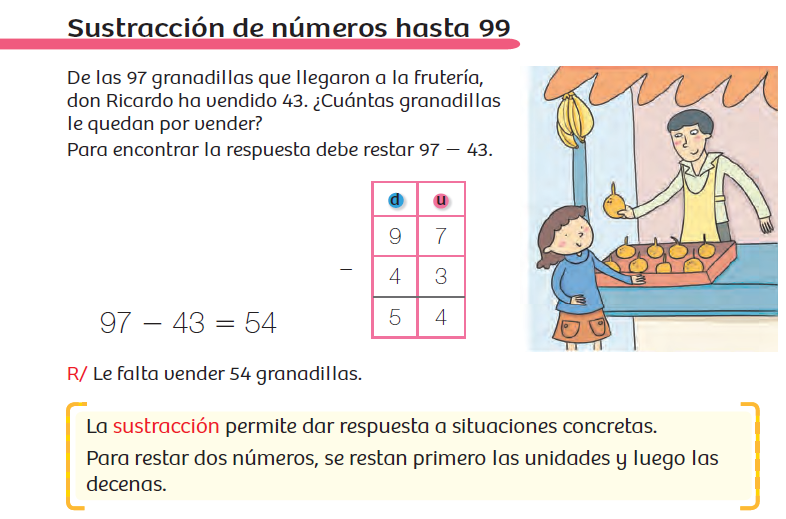 Sustracción de números hasta 99
De las 97 granadillas que llegaron a la frutería,
don Ricardo ha vendido 43. ¿Cuántas granadillas
le quedan por vender?
Para encontrar la respuesta debe restar 97 − 43.
d u
9 7
−
4 3
5 4
97 − 43 = 54
R/ Le falta vender 54 granadillas.
La sustracción permite dar respuesta a situaciones concretas.
Para restar dos números, se restan primero las unidades y luego las
decenas.